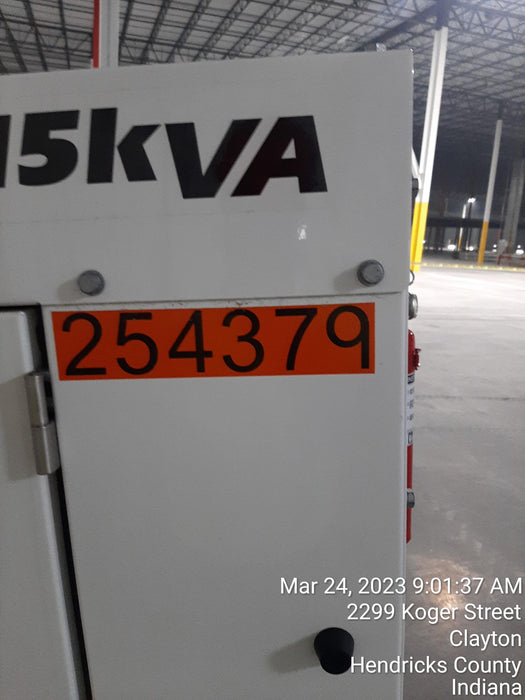 15kVA
254379
Mar 24, 2023 9:01:37 AM
2299 Koger Street
Clayton
Hendricks County
Indiana